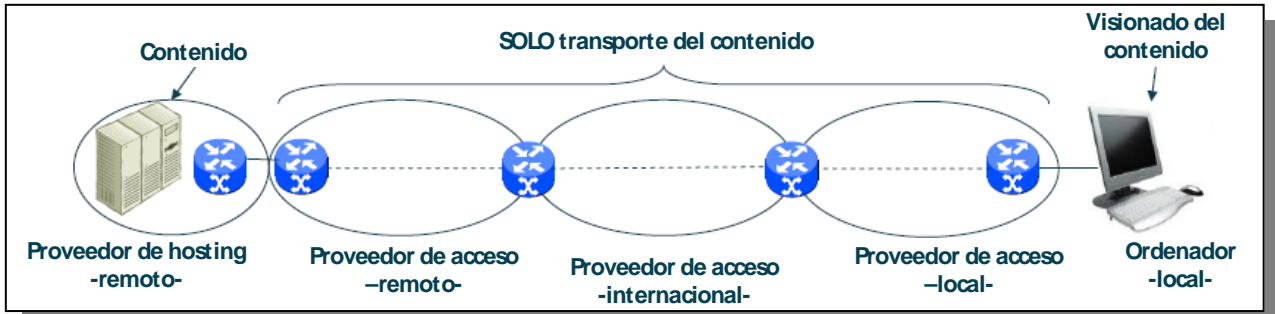 Contenido
SOLO transporte del contenido
Visionado del
contenido
Proveedor de hosting
-remoto-
Proveedor de acceso
–remoto-
Proveedor de acceso
-internacional-
Proveedor de acceso
–local-
Ordenador
-local-